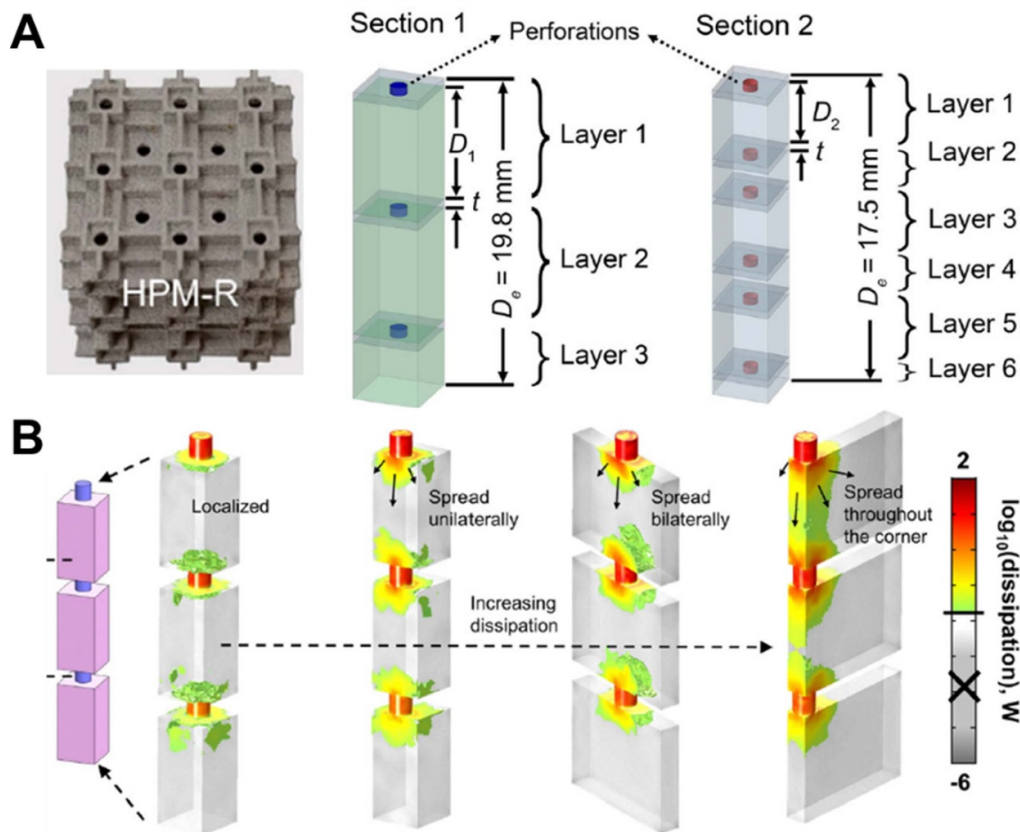 A
Section 1
Perforations
Section 2
HPM-R
D1
t
De = 19.8 mm
Layer 1
Layer 2
Layer 3
D2
t
De = 17.5 mm
Layer 1
Layer 2
Layer 3
Layer 4
Layer 5
Layer 6
B
Localized
Spread
unilaterally
Spread
bilaterally
Spread
throughout
the corner
Increasing
dissipation
2
log10(dissipation), W
-6